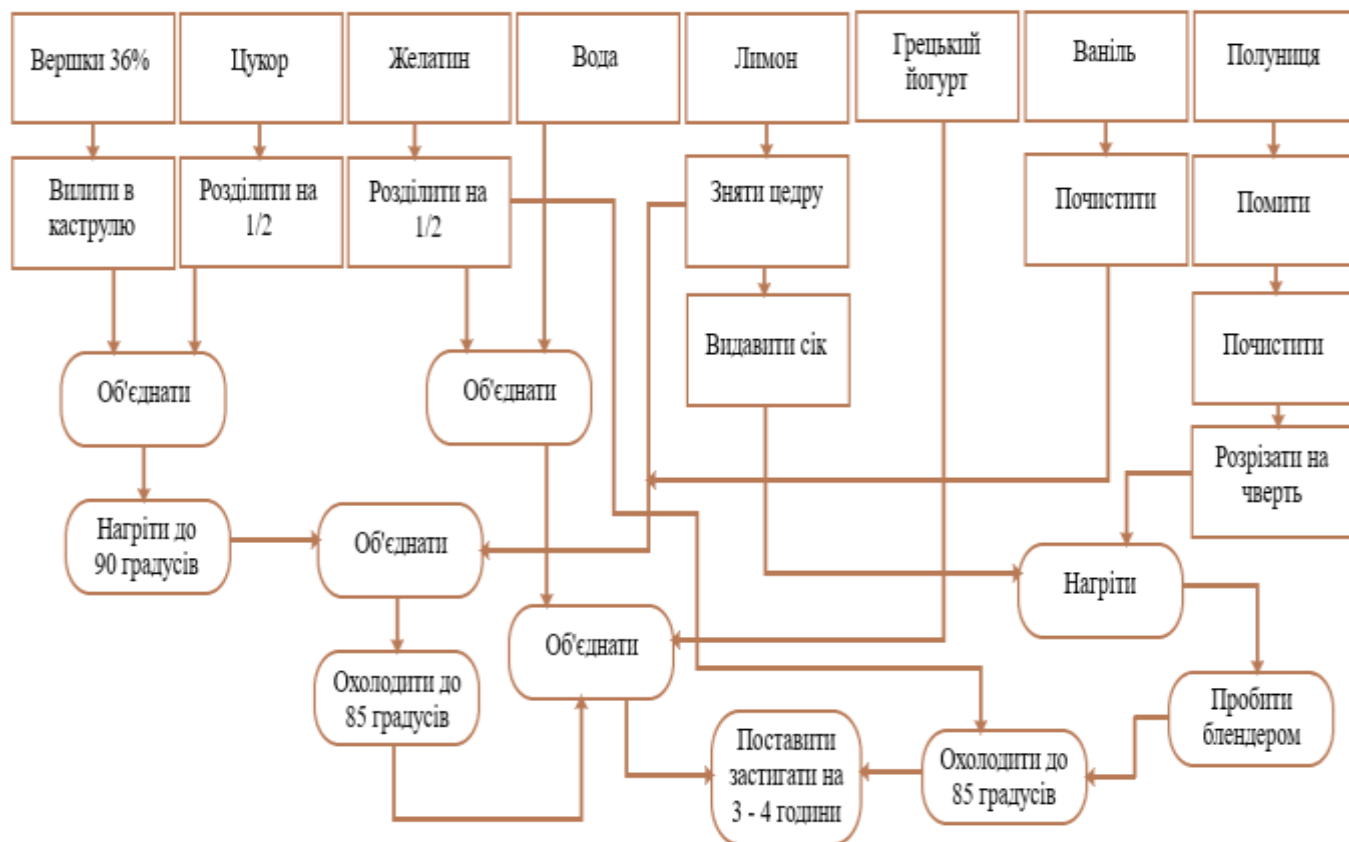 Вершки 36%
Цукор
Желатин
Вода
Лимон
Грецький
йогурт
Ваніль
Полуниця
Вилити в
каструлю
Розділити на
1/2
Розділити на
1/2
Зняти цедру
Почистити
Помити
Видавити сік
Почистити
Об'єднати
Об'єднати
Розрізати на
чверть
Нагріти до
90 градусів
Об'єднати
Нагріти
Об'єднати
Охолодити до
85 градусів
Пробити
блендером
Поставити
застигати на
3 - 4 години
Охолодити до
85 градусів